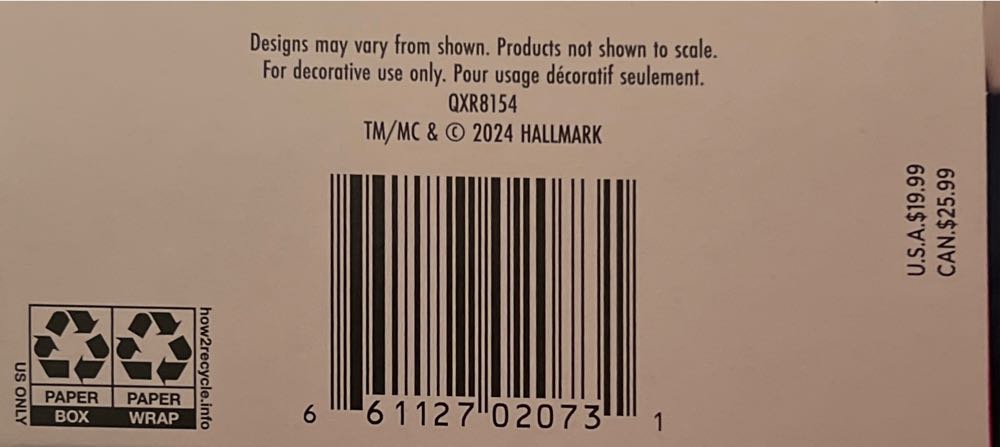 Designs may vary from shown. Products not shown to scale.
For decorative use only. Pour usage décoratif seulement.
QXR8154
TM/MC & © 2024 HALLMARK
6 61127 02073 1
U.S.A.$19.99
CAN.$25.99
how2recycle.info
PAPER PAPER
BOX WRAP
US ONLY